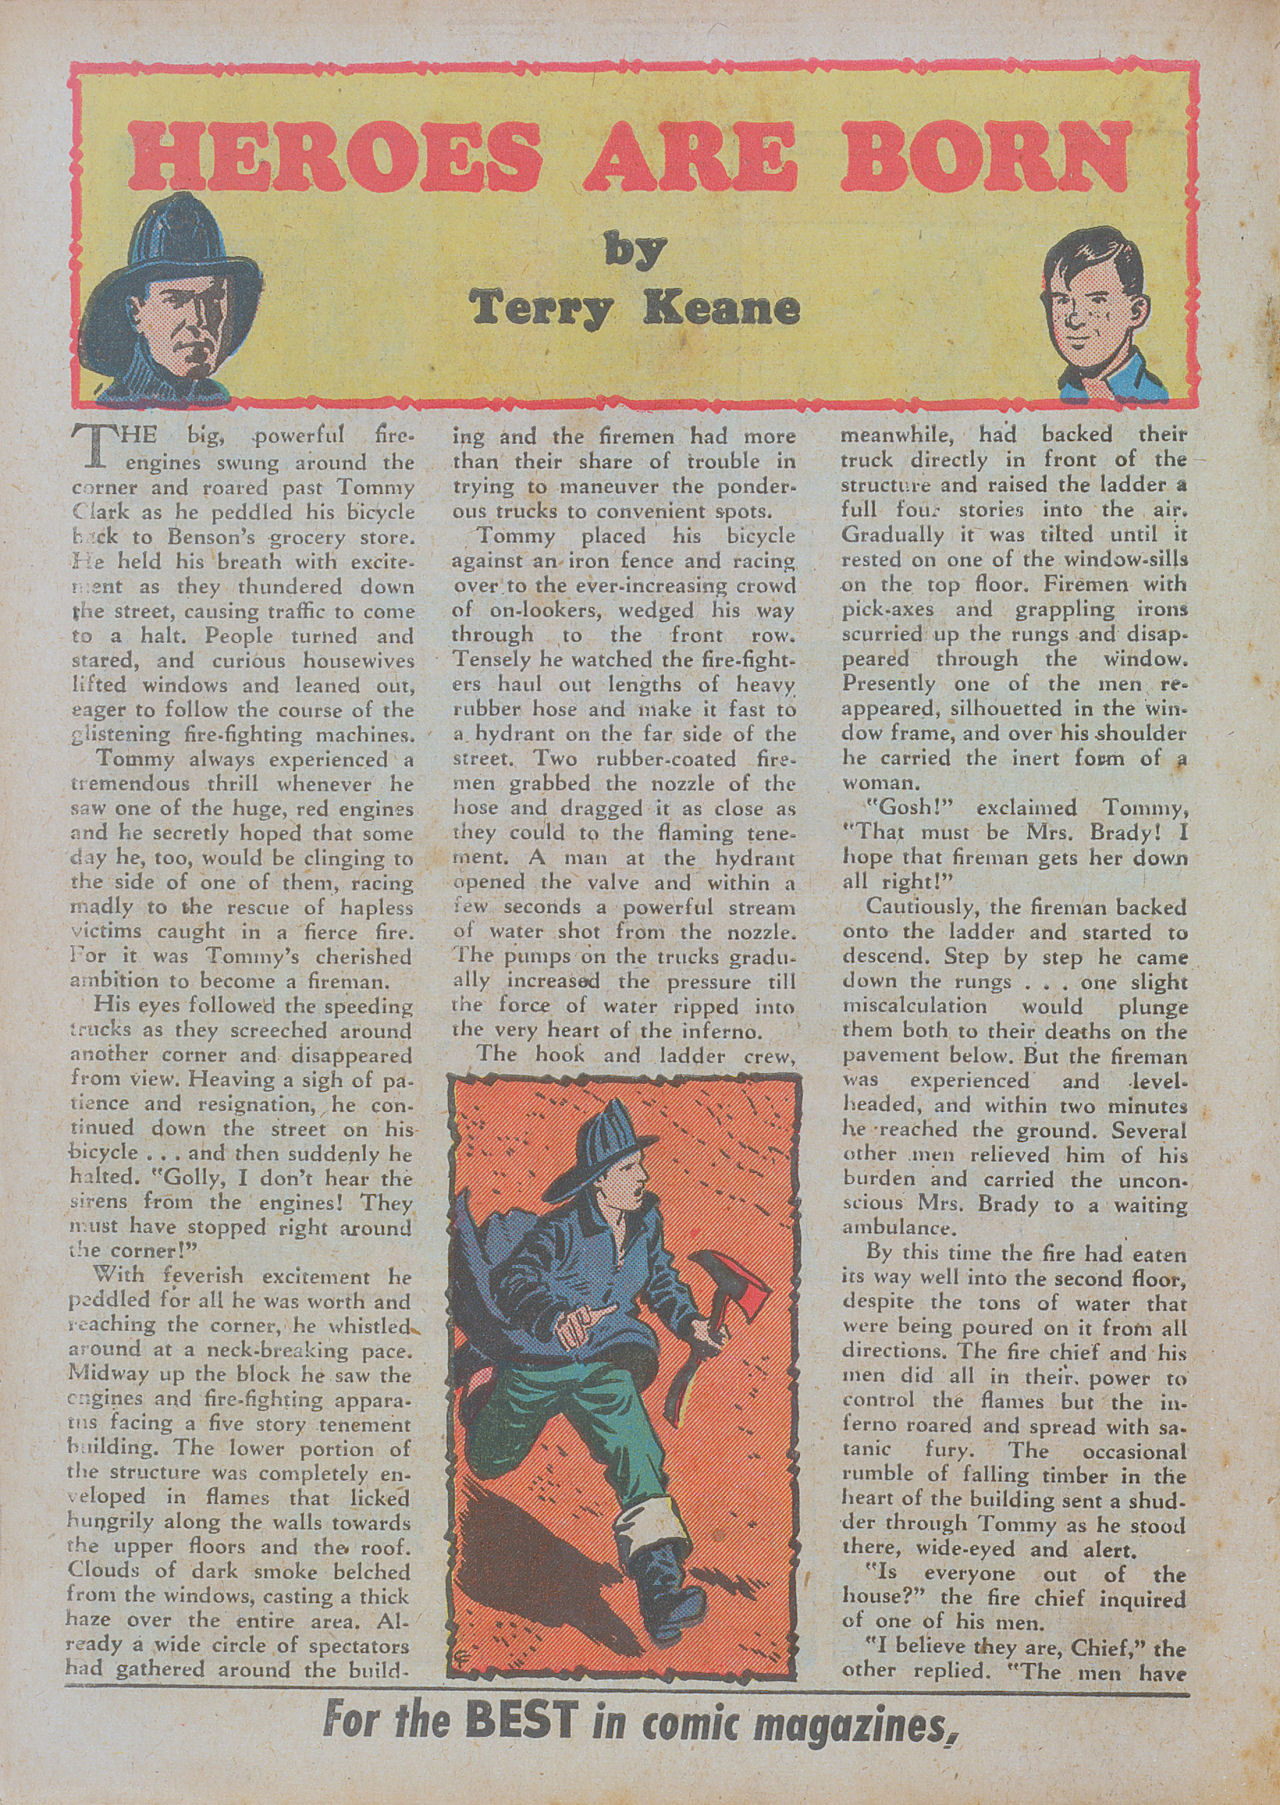 HEROES ARE BORN
by
Terry Keane
THE big, powerful fire-
engines swung around the
corner and roared past Tommy
Clark as he peddled his bicycle
back to Benson's grocery store.
He held his breath with excite-
ment as they thundered down
the street, causing traffic to come
to a halt. People turned and
stared, and curious housewives
lifted windows and leaned out,
eager to follow the course of the
glistening fire-fighting machines.
Tommy always experienced a
tremendous thrill whenever he
saw one of the huge, red engines
and he secretly hoped that some
day he, too, would be clinging to
the side of one of them, racing
madly to the rescue of hapless
victims caught in a fierce fire.
For it was Tommy's cherished
ambition to become a fireman.
His eyes followed the speeding
trucks as they screeched around
another corner and disappeared
from view. Heaving a sigh of pa-
tience and resignation, he con-
tinued down the street on his
bicycle . . . and then suddenly he
halted. "Golly, I don't hear the
sirens from the engines! They
must have stopped right around
the corner!"
With feverish excitement he
peddled for all he was worth and
reaching the corner, he whistled
around at a neck-breaking pace.
Midway up the block he saw the
engines and fire-fighting appara-
tus facing a five story tenement
building. The lower portion of
the structure was completely en-
veloped in flames that licked
hungrily along the walls towards
the upper floors and the roof.
Clouds of dark smoke belched
from the windows, casting a thick
haze over the entire area. Al-
ready a wide circle of spectators
had gathered around the build-
ing and the firemen had more
than their share of trouble in
trying to maneuver the ponder-
ous trucks to convenient spots.
Tommy placed his bicycle
against an iron fence and racing
over to the ever-increasing crowd
of on-lookers, wedged his way
through to the front row.
Tensely he watched the fire-fight-
ers haul out lengths of heavy
rubber hose and make it fast to
a hydrant on the far side of the
street. Two rubber-coated fire-
men grabbed the nozzle of the
hose and dragged it as close as
they could to the flaming tene-
ment. A man at the hydrant
opened the valve and within a
few seconds a powerful stream
of water shot from the nozzle.
The pumps on the trucks gradu-
ally increased the pressure till
the force of water ripped into
the very heart of the inferno.
The hook and ladder crew,
meanwhile, had backed their
truck directly in front of the
structure and raised the ladder a
full four stories into the air.
Gradually it was tilted until it
rested on one of the window-sills
on the top floor. Firemen with
pick-axes and grappling irons
scurried up the rungs and disap-
peared through the window.
Presently one of the men re-
appeared, silhouetted in the win-
dow frame, and over his shoulder
he carried the inert form of a
woman.
"Gosh!" exclaimed Tommy,
"That must be Mrs. Brady! I
hope that fireman gets her down
all right!"
Cautiously, the fireman backed
onto the ladder and started to
descend. Step by step he came
down the rungs . . . one slight
miscalculation would plunge
them both to their deaths on the
pavement below. But the fireman
was experienced and level-
headed, and within two minutes
he reached the ground. Several
other men relieved him of his
burden and carried the uncon-
scious Mrs. Brady to a waiting
ambulance.
By this time the fire had eaten
its way well into the second floor,
despite the tons of water that
were being poured on it from all
directions. The fire chief and his
men did all in their power to
control the flames but the in-
ferno roared and spread with sa-
tanic fury. The occasional
rumble of falling timber in the
heart of the building sent a shud-
der through Tommy as he stood
there, wide-eyed and alert.
"Is everyone out of the
house?" the fire chief inquired
of one of his men.
"I believe they are, Chief," the
other replied. "The men have
For the BEST in comic magazines,